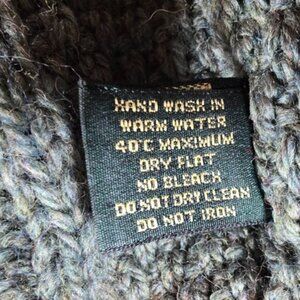 HAND WASH IN
WARM WATER
40°C MAXIMUM
DRY FLAT
NO BLEACH
DO NOT DRY CLEAN
DO NOT IRON